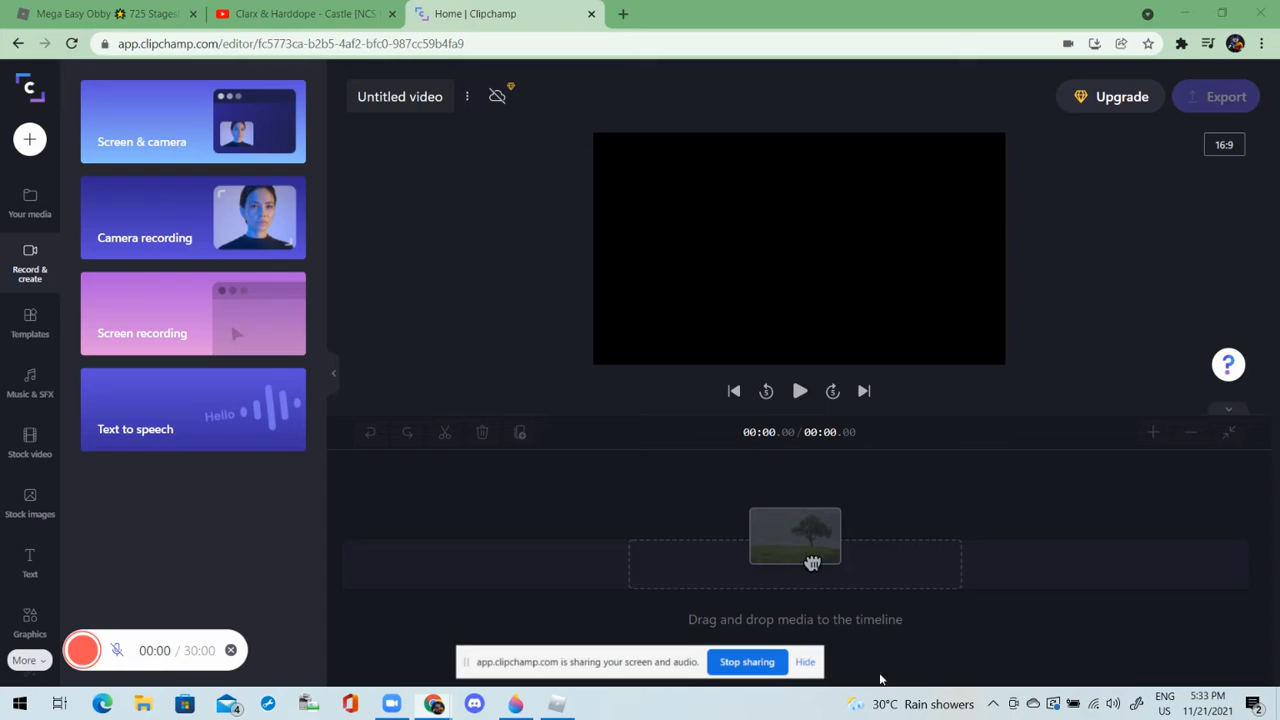 Mega Easy Obby 🌟 725 Stages!
Clarx & Harddope - Castle [NCS
Home | Clipchamp
app.clipchamp.com/editor/fc5773ca-b2b5-4af2-bfc0-987cc59b4fa9
Untitled video
Upgrade
Export
16:9
Your media
Record &
create
Templates
Music & SFX
Stock video
Stock images
Text
Graphics
More
Screen & camera
Camera recording
Screen recording
Hello
Text to speech
00:00.00 / 00:00.00
Drag and drop media to the timeline
00:00 / 30:00
app.clipchamp.com is sharing your screen and audio.
Stop sharing
Hide
4
30°C Rain showers
ENG
US
5:33 PM
11/21/2021
2